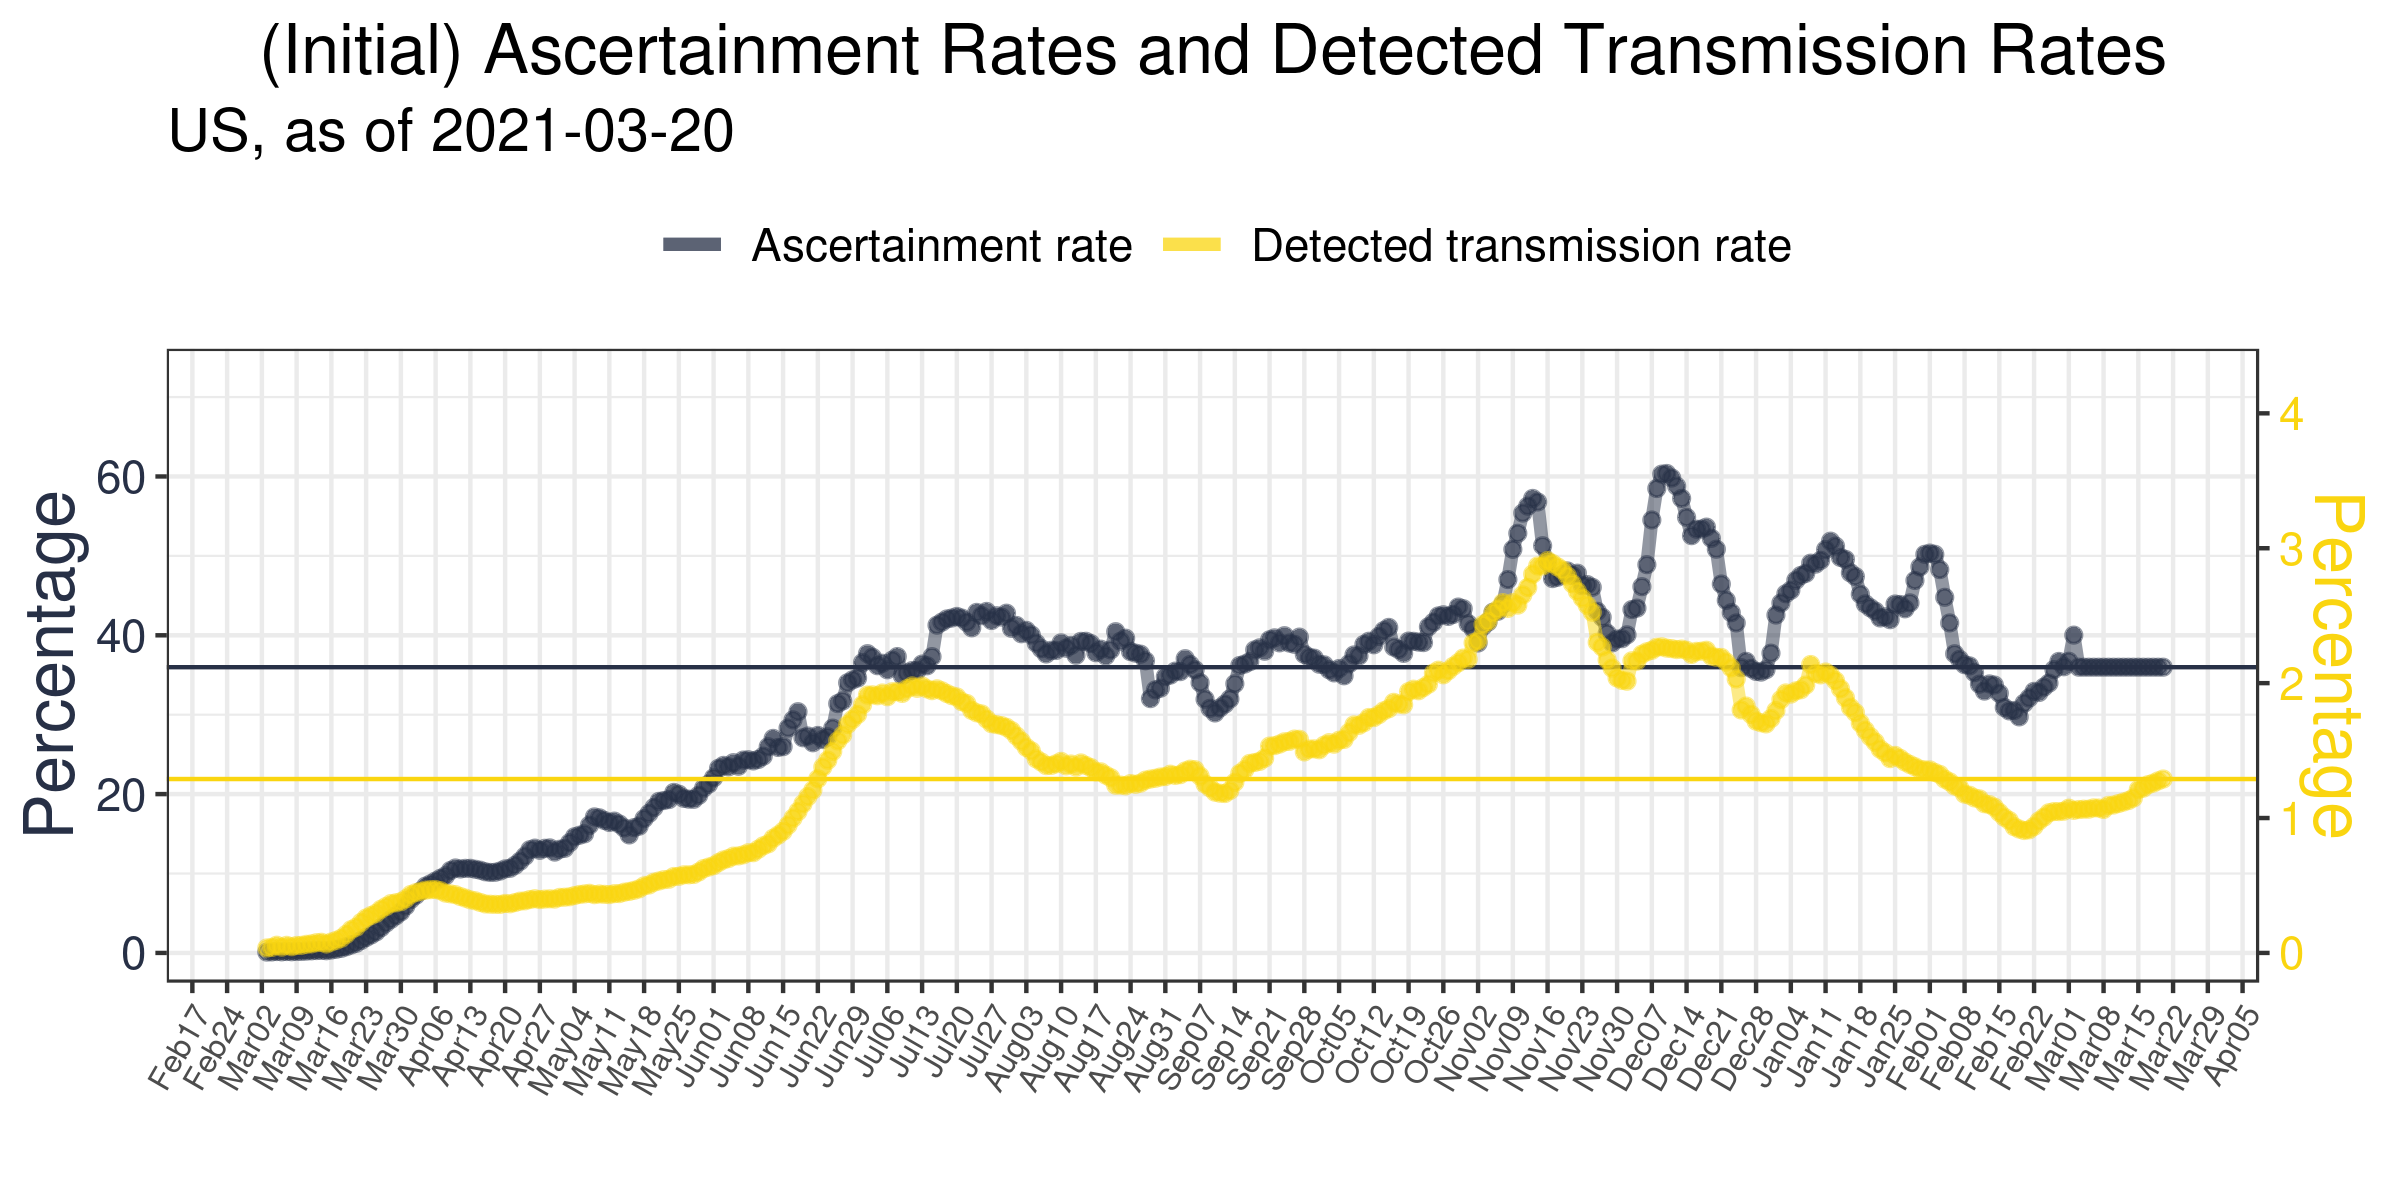 (Initial) Ascertainment Rates and Detected Transmission Rates
US, as of 2021-03-20
Ascertainment rate
Detected transmission rate
Percentage
60
40
20
0
4
3
2
1
0
Percentage
Feb17
Feb24
Mar02
Mar09
Mar16
Mar23
Mar30
Apr06
Apr13
Apr20
Apr27
May04
May11
May18
May25
Jun01
Jun08
Jun15
Jun22
Jun29
Jul06
Jul13
Jul20
Jul27
Aug03
Aug10
Aug17
Aug24
Aug31
Sep07
Sep14
Sep21
Sep28
Oct05
Oct12
Oct19
Oct26
Nov02
Nov09
Nov16
Nov23
Nov30
Dec07
Dec14
Dec21
Dec28
Jan04
Jan11
Jan18
Jan25
Feb01
Feb08
Feb15
Feb22
Mar01
Mar08
Mar15
Mar22
Mar29
Apr05